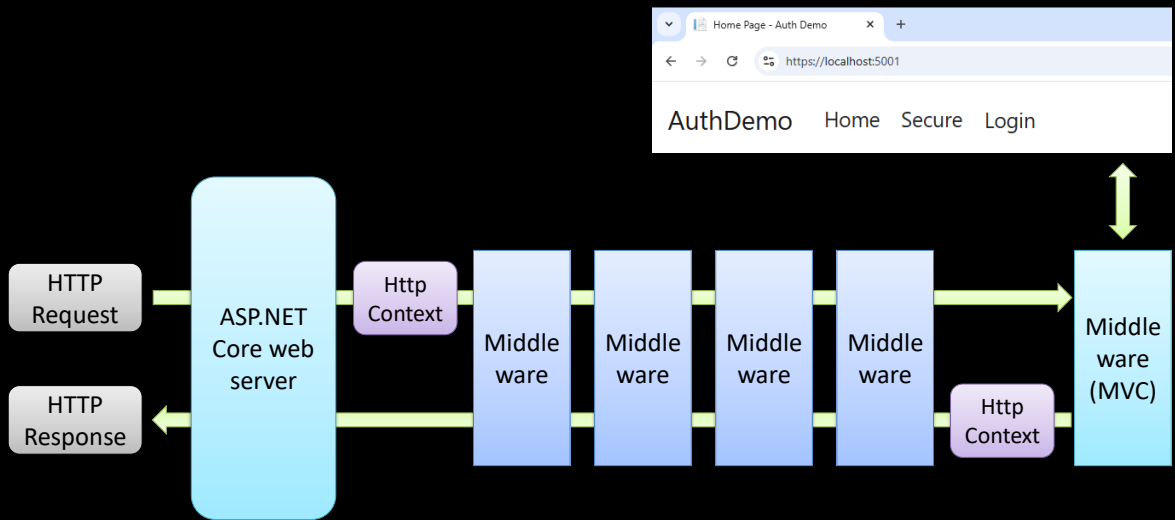 Home Page - Auth Demo
https://localhost:5001
AuthDemo Home Secure Login
HTTP
Request
HTTP
Response
ASP.NET
Core web
server
Http
Context
Middle
ware
Middle
ware
Middle
ware
Middle
ware
Http
Context
Middle
ware
(MVC)